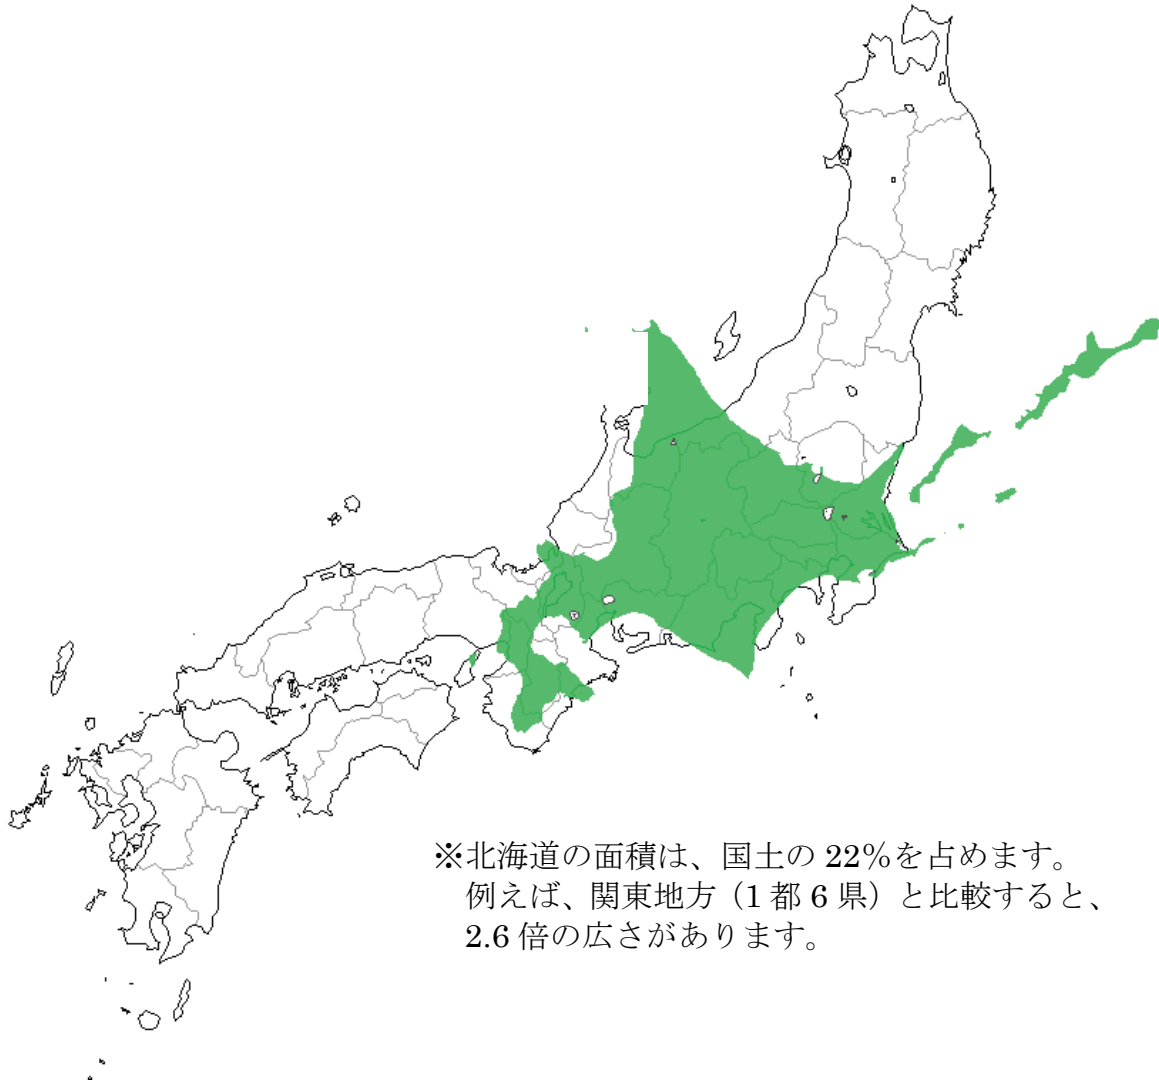 ※北海道の面積は、国土の 22%を占めます。
例えば、関東地方（1 都 6 県）と比較すると、
2.6 倍の広さがあります。